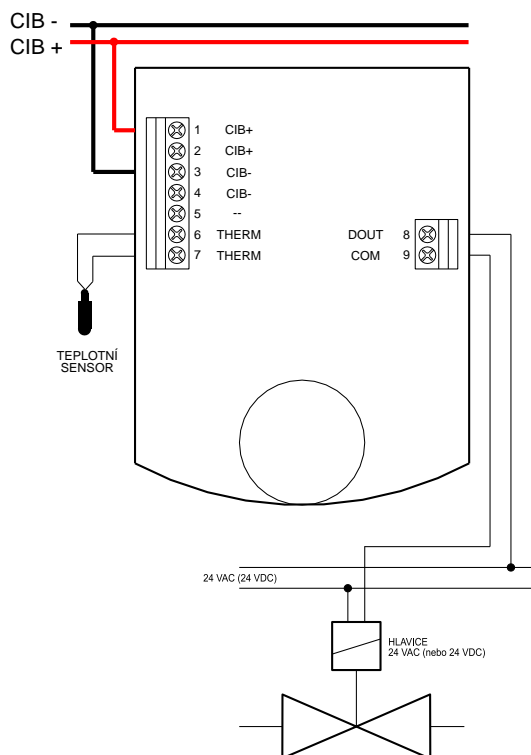 CIB -
CIB +
1 CIB+
2 CIB+
3 CIB-
4 CIB-
5 --
6 THERM
7 THERM
DOUT 8
COM 9
TEPLOTNÍ
SENSOR
24 VAC (24 VDC)
HLAVICE
24 VAC (nebo 24 VDC)